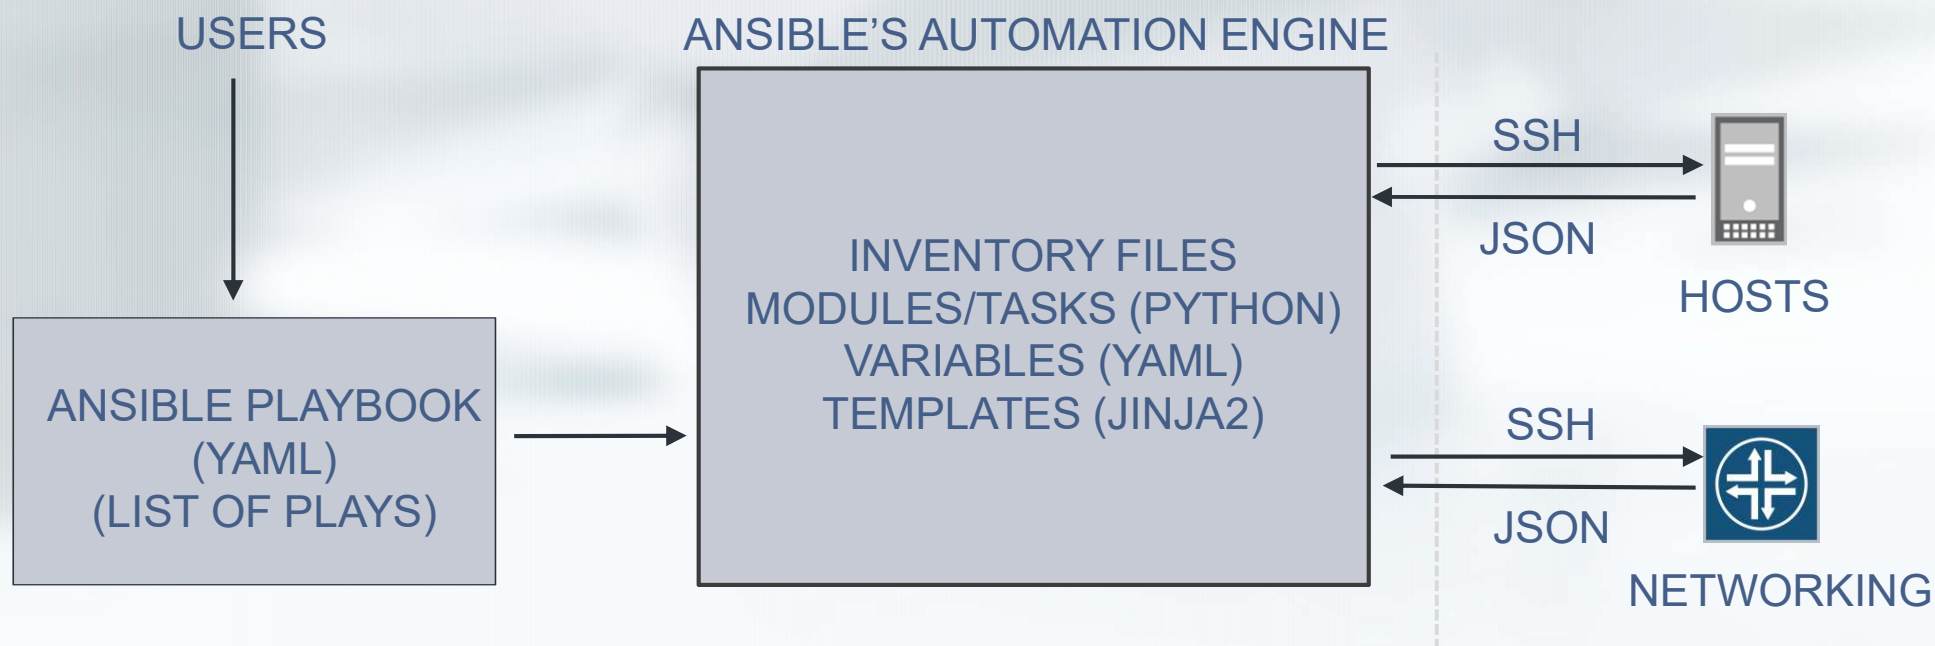 USERS
ANSIBLE’S AUTOMATION ENGINE
ANSIBLE PLAYBOOK
(YAML)
(LIST OF PLAYS)
INVENTORY FILES
MODULES/TASKS (PYTHON)
VARIABLES (YAML)
TEMPLATES (JINJA2)
SSH
JSON
HOSTS
SSH
JSON
NETWORKING